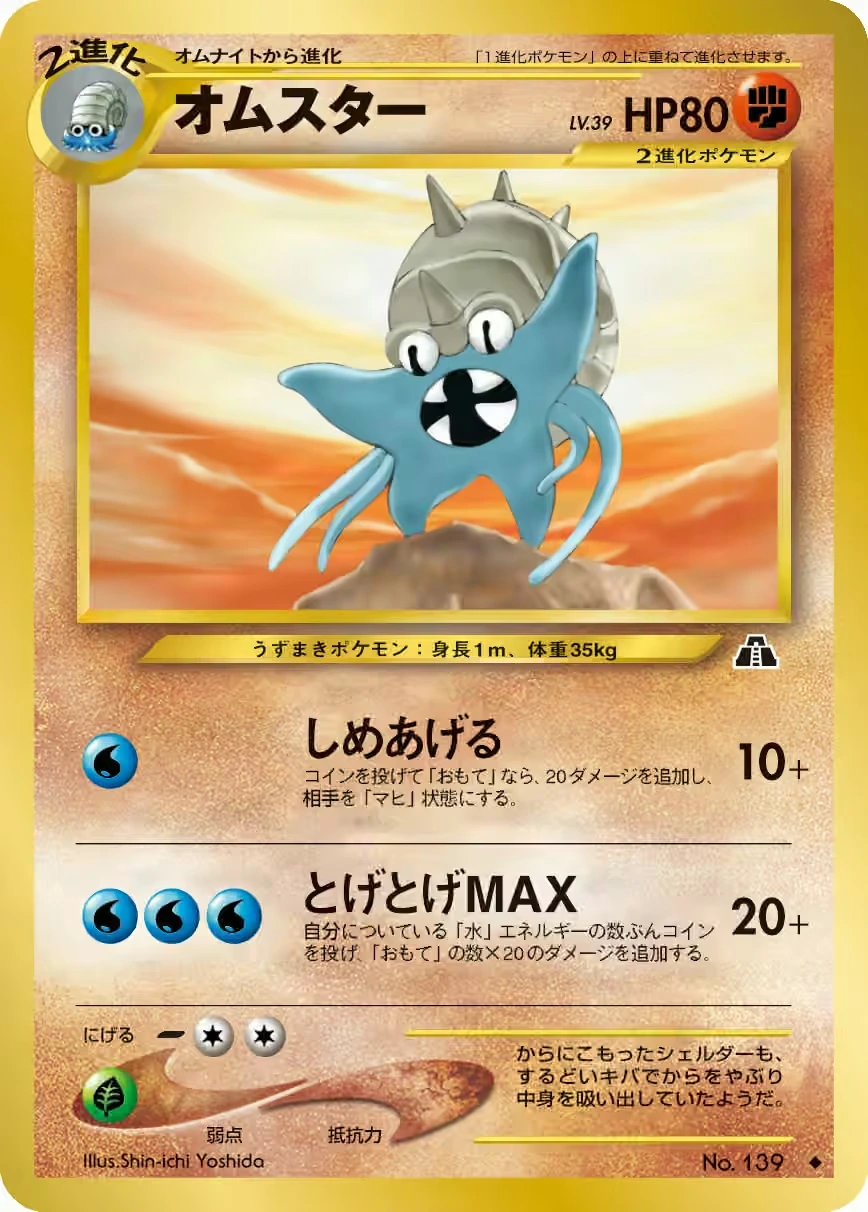 2進化
オムナイトから進化
「1進化ポケモン」の上に重ねて進化させます。
オムスター
LV.39 HP80
2進化ポケモン
うずまきポケモン：身長1m、体重35kg
しめあげる
10+
コインを投げて「おもて」なら、20ダメージを追加し、
相手を「マヒ」状態にする。
とげとげMAX
20+
自分についている「水」エネルギーの数ぶんコイン
を投げ、「おもて」の数×20のダメージを追加する。
にげる
からにこもったシェルダーも、
するどいキバでからをやぶり
中身を吸い出していたようだ。
弱点
抵抗力
Illus.Shin-ichi Yoshida
No. 139